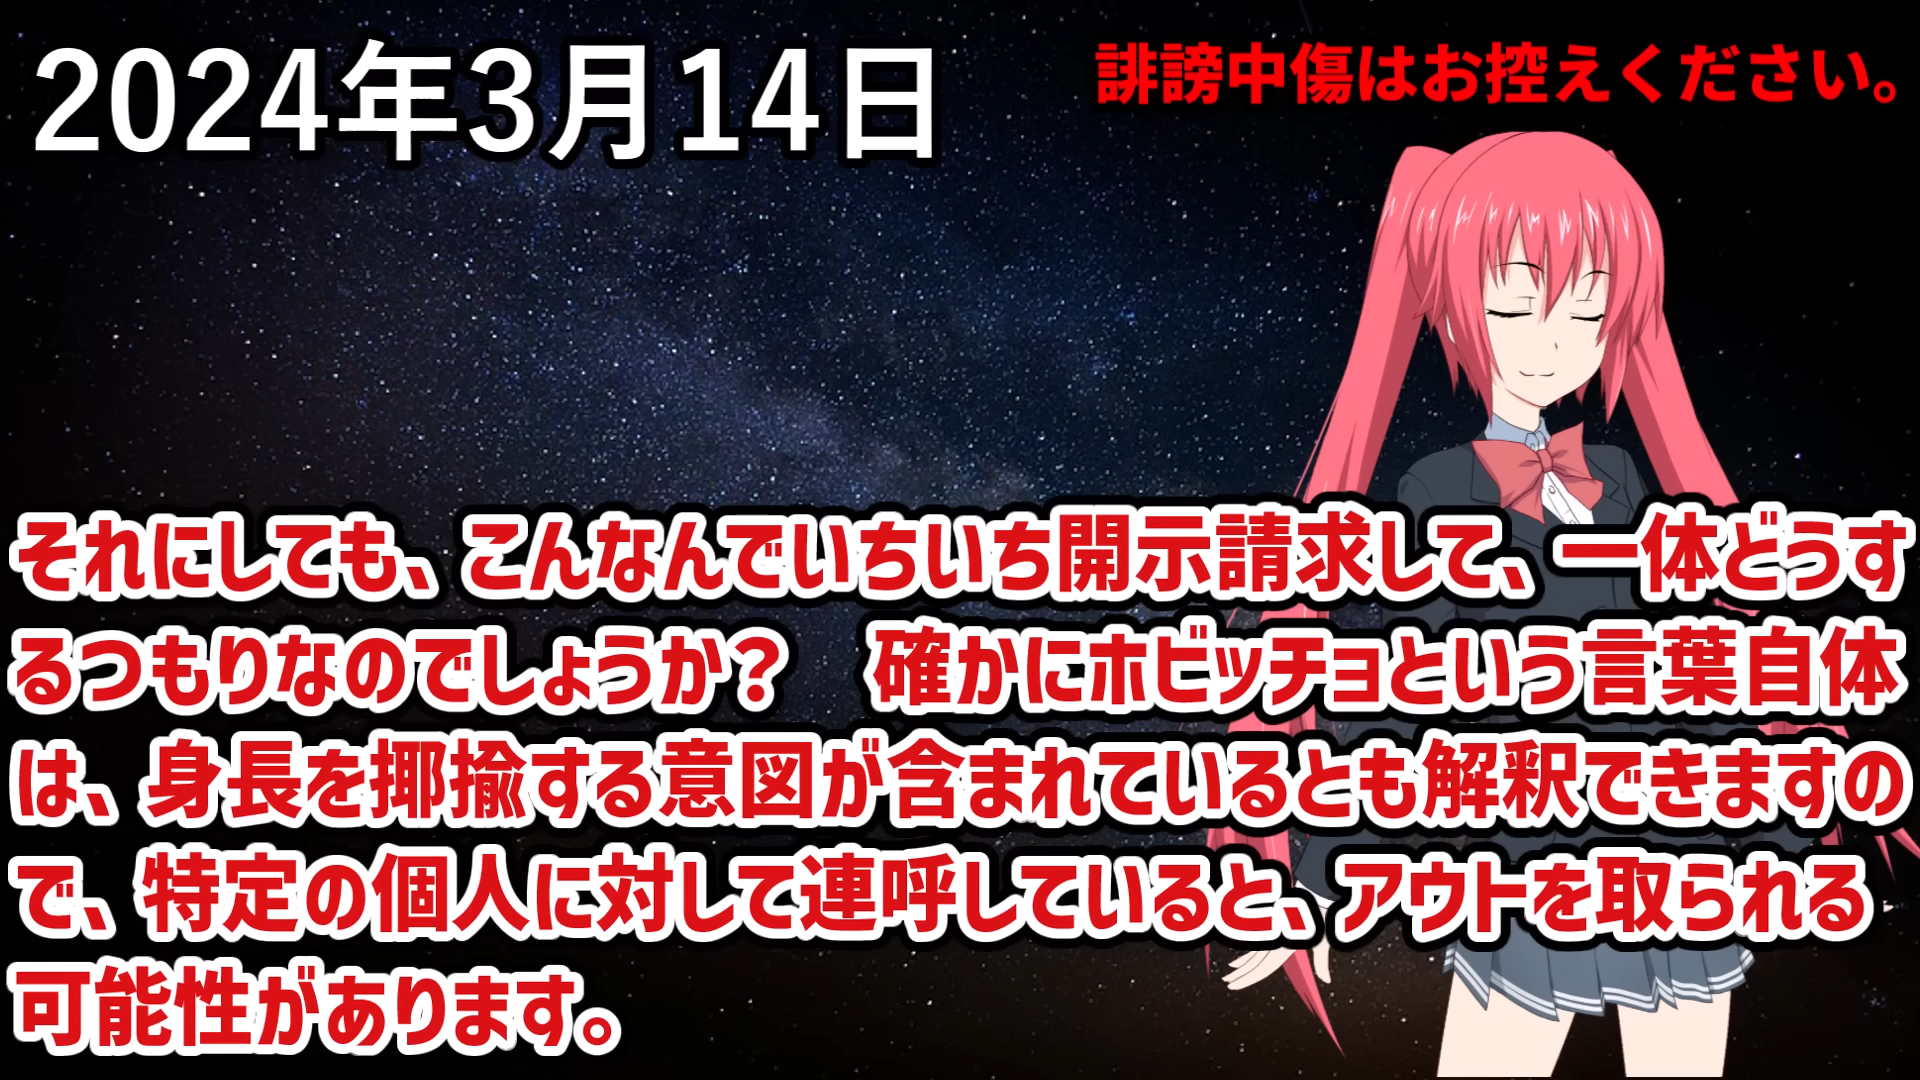 2024年3月14日
誹謗中傷はお控えください。
それにしても、こんなんでいちいち開示請求して、一体どうす
るつもりなのでしょうか？　確かにホビッチョという言葉自体
は、身長を揶揄する意図が含まれているとも解釈できますの
で、特定の個人に対して連呼していると、アウトを取られる
可能性があります。